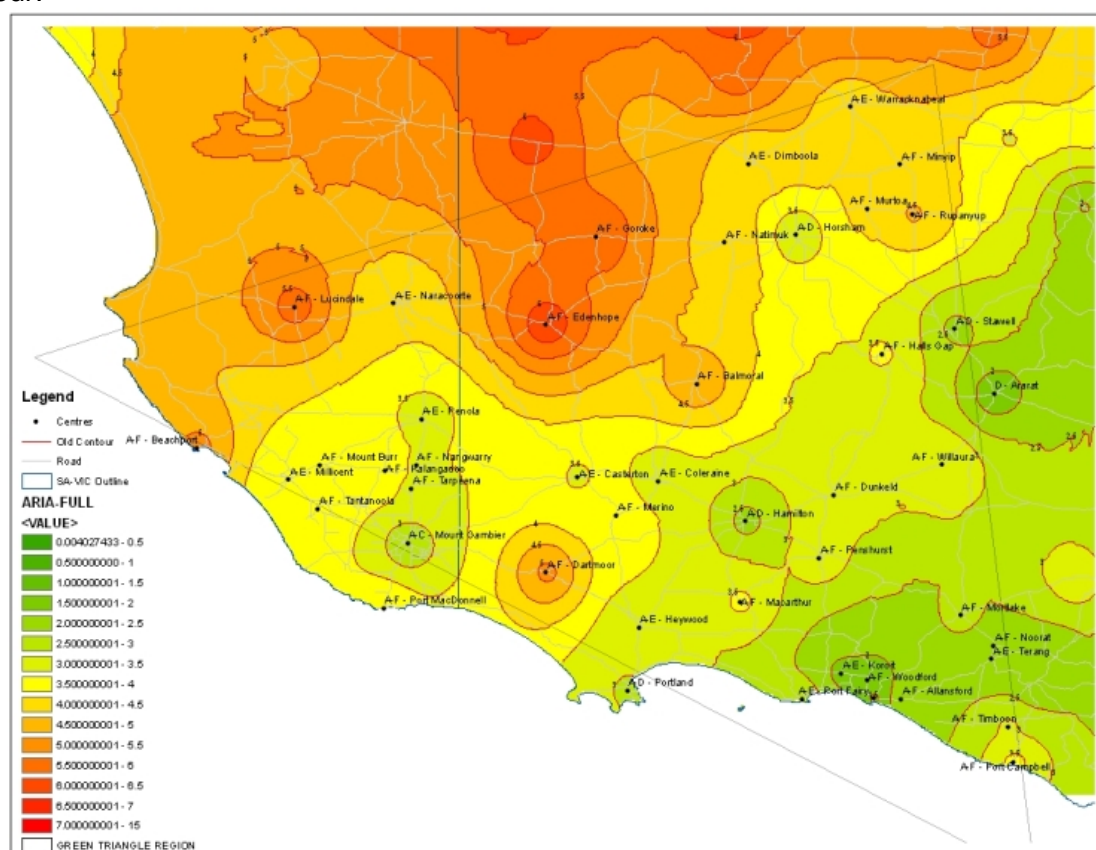 Legend
Centres
Old Contour
Road
SA-VIC Outline
ARIA-FULL
<VALUE>
0.004027433 - 0.5
0.500000000 - 1
1.000000001 - 1.5
1.500000001 - 2
2.000000001 - 2.5
2.500000001 - 3
3.000000001 - 3.5
3.500000001 - 4
4.000000001 - 4.5
4.500000001 - 5
5.000000001 - 5.5
5.500000001 - 6
6.000000001 - 6.5
6.500000001 - 7
7.000000001 - 15
GREEN TRIANGLE REGION
A-E - Warracknabeal
A-E - Dimboola
A-F - Minyip
A-F - Murtoa
A-F - Rupanyup
A-F - Goroke
A-F - Natimuk
A-D - Horsham
A-F - Lucindale
A-E - Naracoorte
A-F - Edenhope
A-D - Stawell
A-F - Halls Gap
A-F - Balmoral
D - Ararat
A-E - Penola
A-F - Beachport
A-F - Mount Burr
A-F - Nangwarry
A-E - Millicent
A-F - Kalangadoo
A-F - Tarpeena
A-E - Casterton
A-E - Coleraine
A-F - Willaura
A-F - Dunkeld
A-F - Tantanoola
A-F - Merino
A-D - Hamilton
A-C - Mount Gambier
A-F - Dartmoor
A-F - Penshurst
A-F - Port MacDonnell
A-F - Macarthur
A-F - Mortlake
A-E - Heywood
A-F - Noorat
A-E - Terang
A-E - Koroit
A-F - Woodford
A-D - Portland
A-E - Port Fairy
A-F - Allansford
A-F - Timboon
A-F - Port Campbell